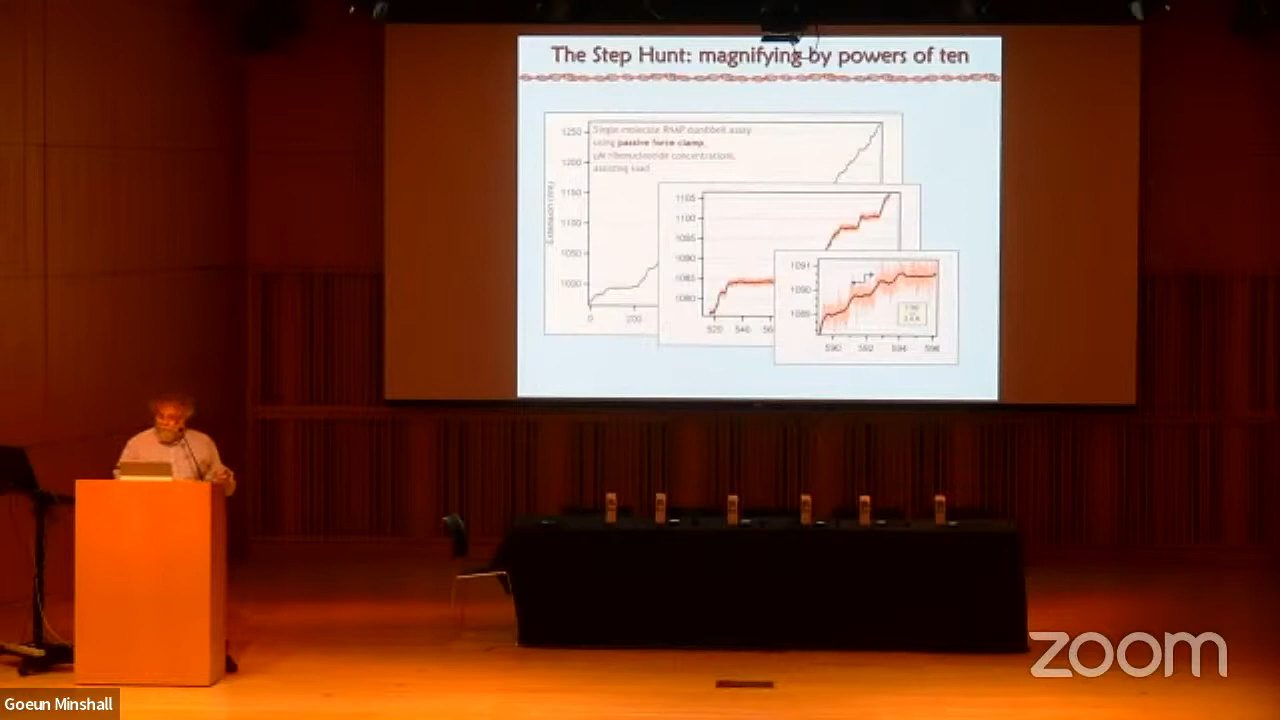 The Step Hunt: magnifying by powers of ten
Single molecule RNAP dumbbell assay
using passive force clamp,
μM ribonucleotide concentrations,
assisting load
Extension (nm)
1250
1200
1150
1100
1050
1000
0
200
1105
1100
1095
1090
1085
1080
520
540
1091
1090
1089
590
592
594
596
zoom
Goeun Minshall